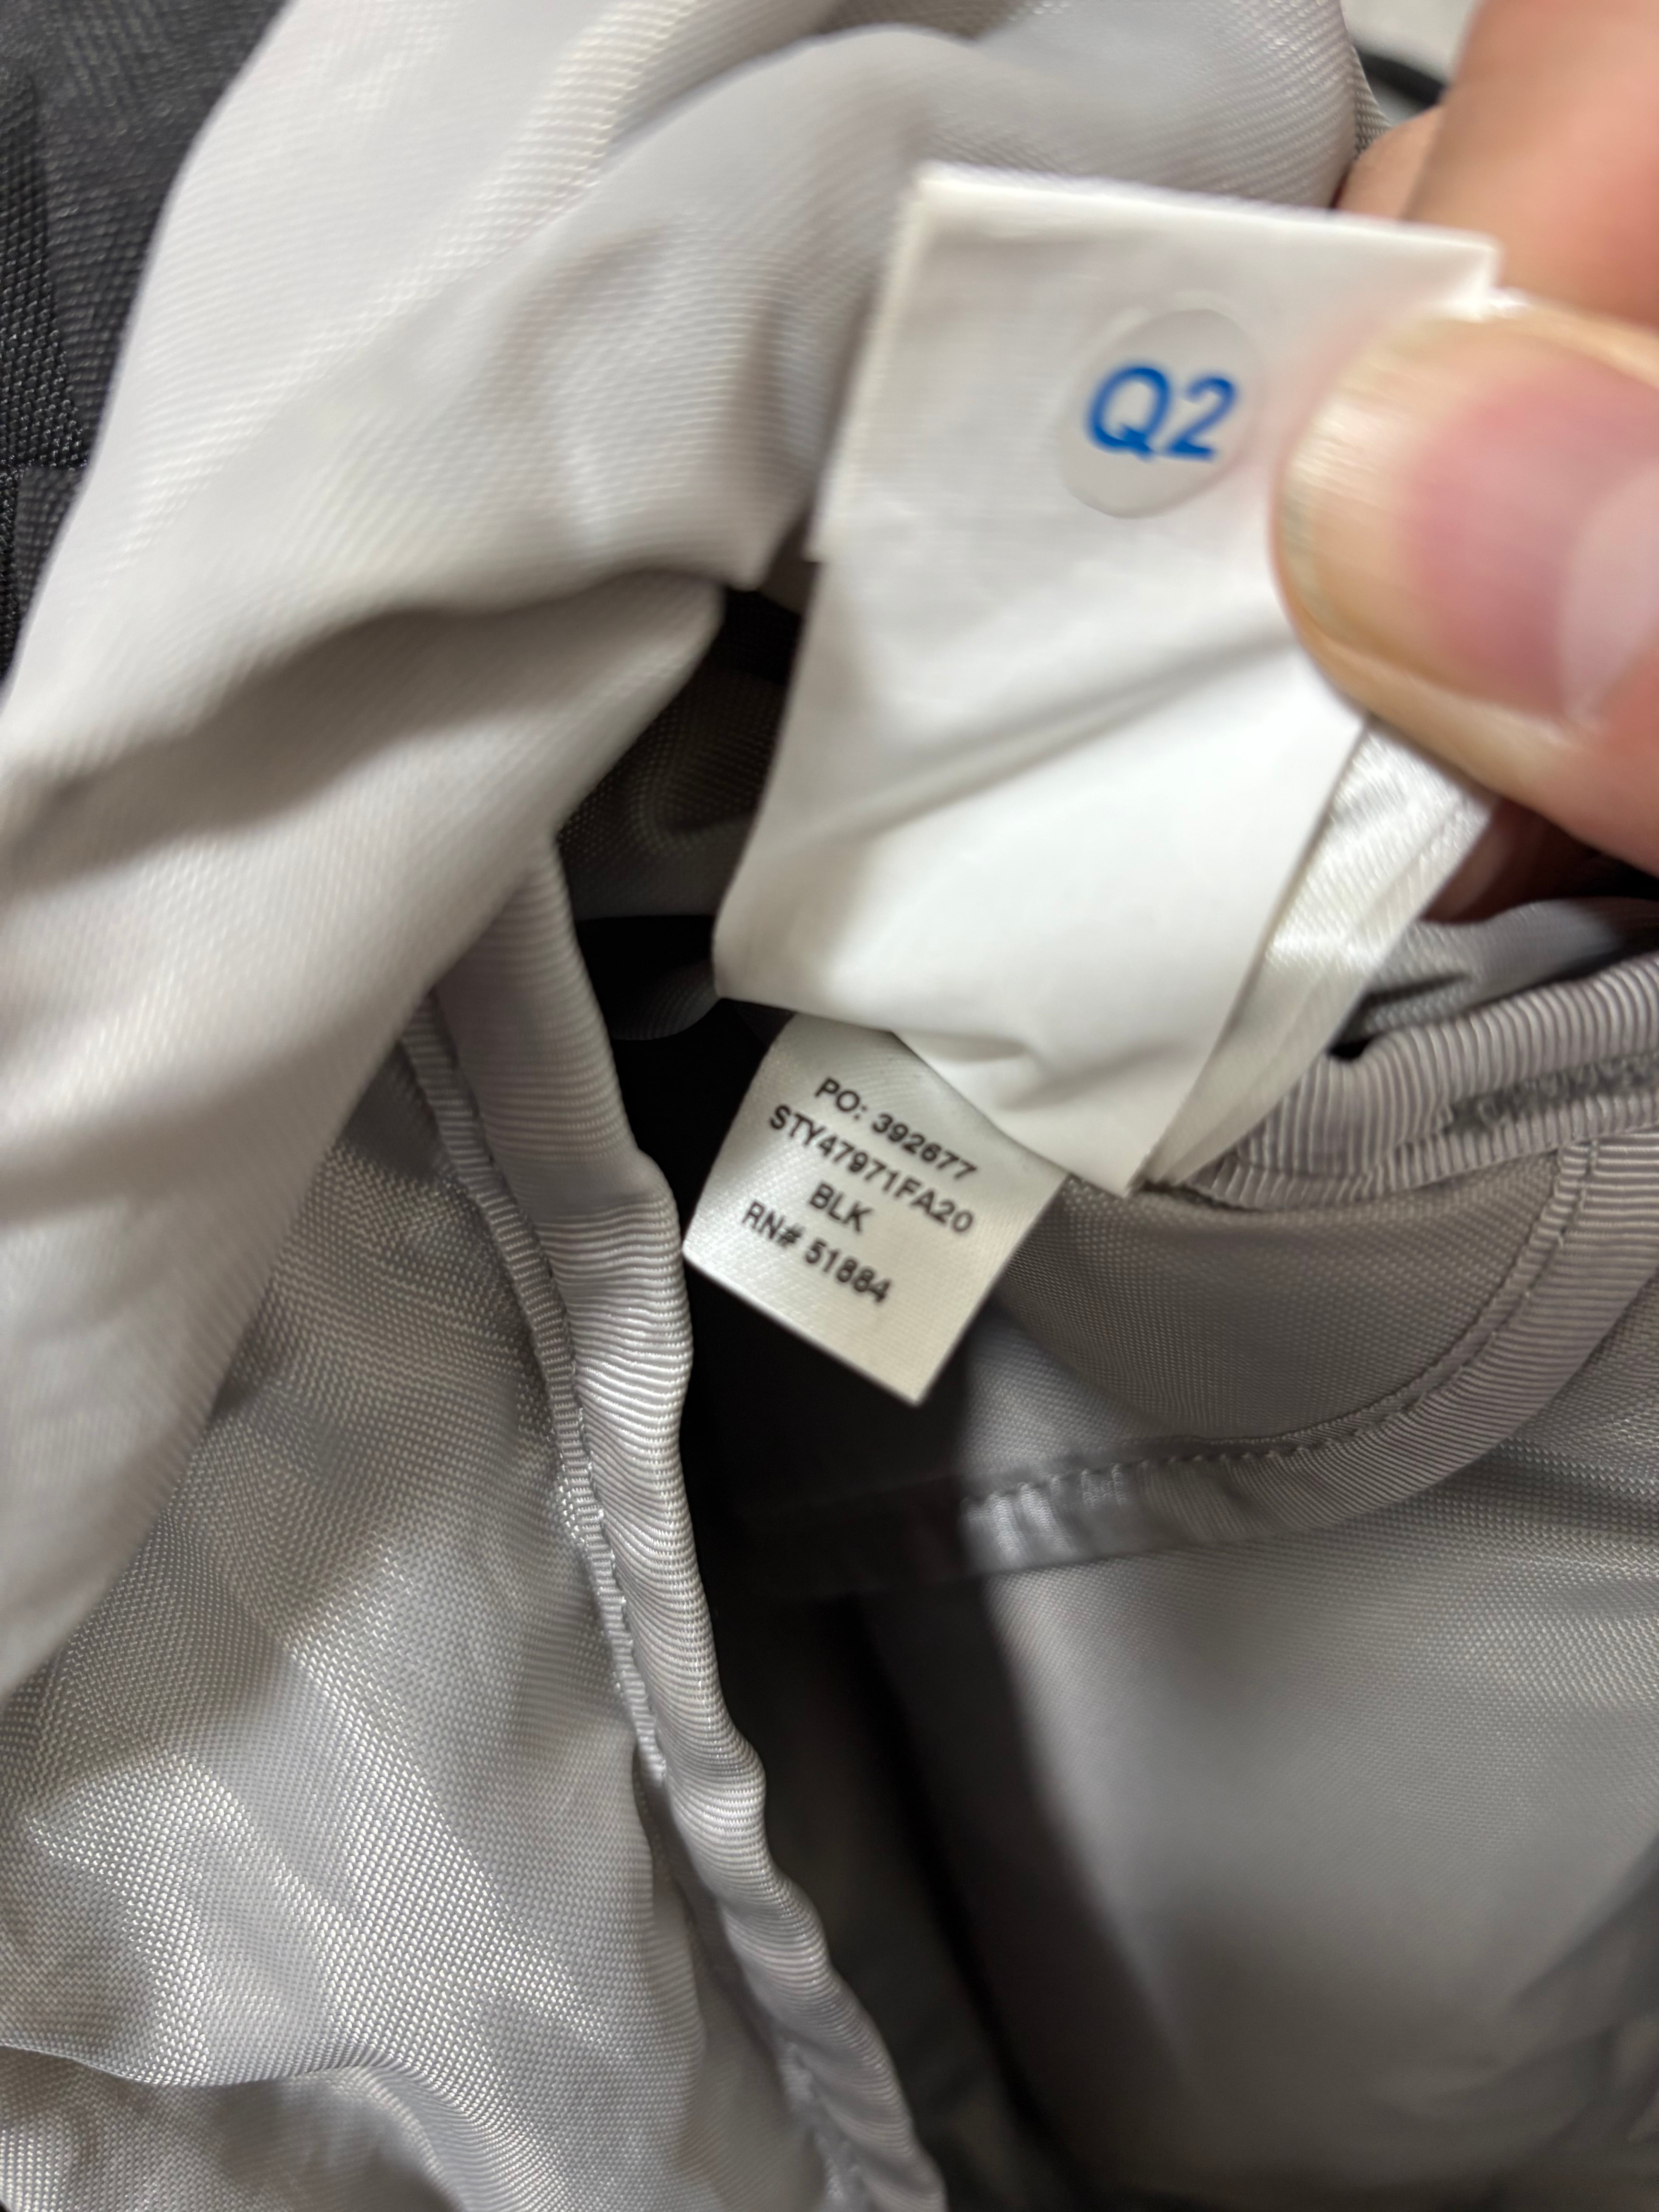 Q2
PO: 392677
STY47971FA20
BLK
RN# 51884